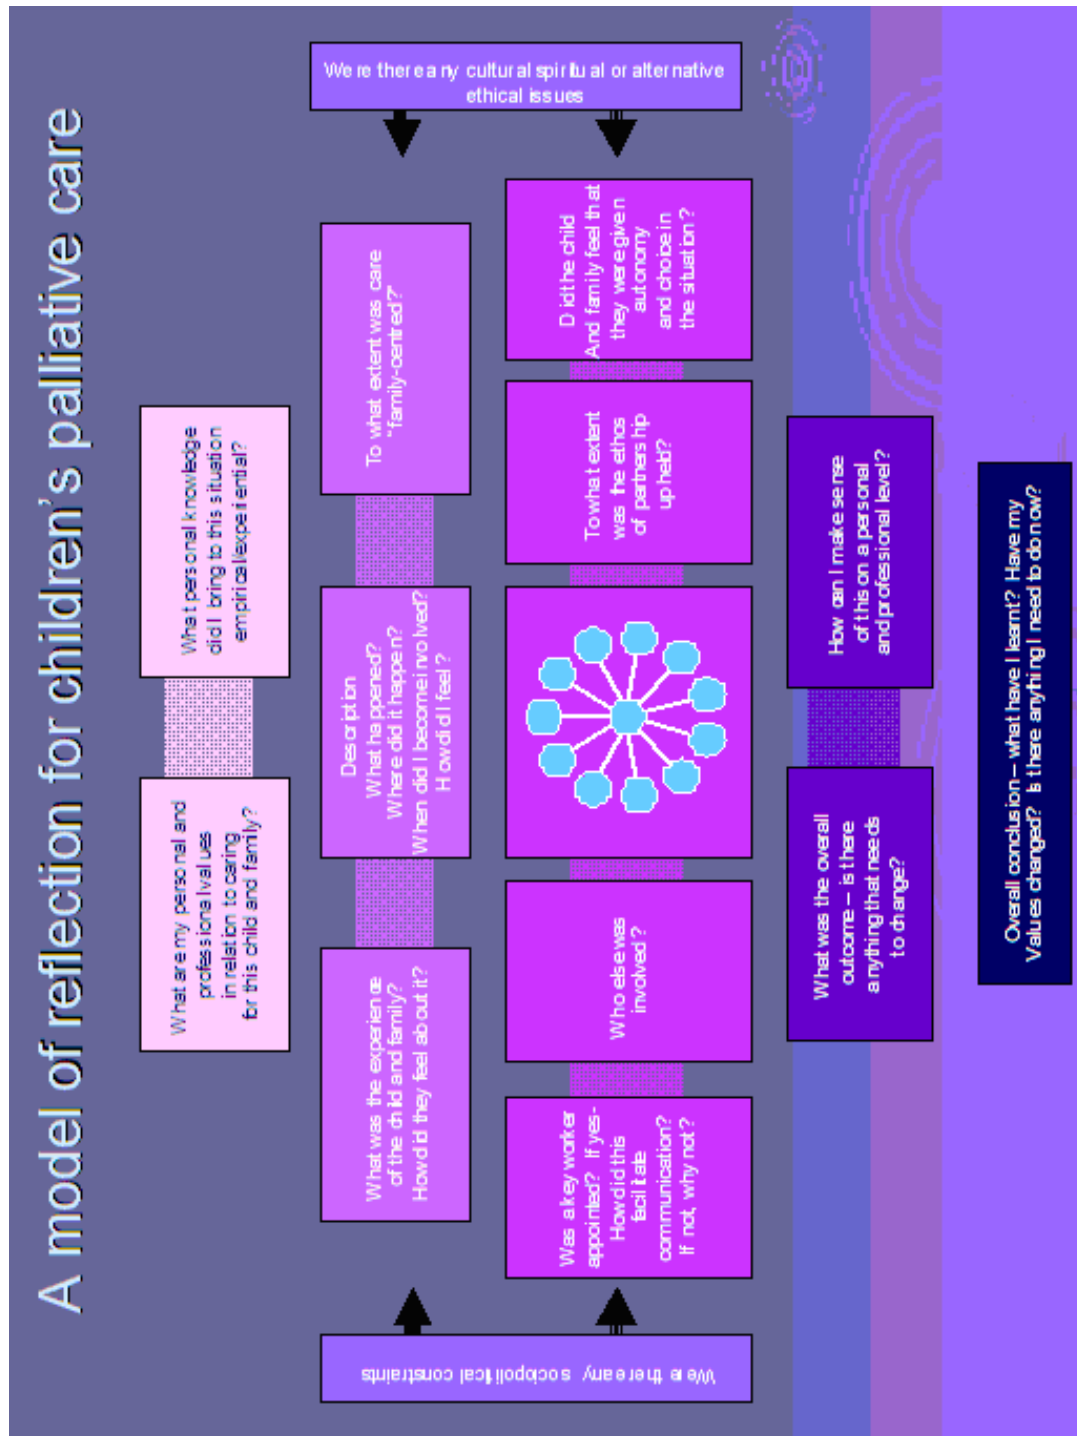 A model of reflection for children's palliative care
What are my personal and
professional values
in relation to caring
for this child and family?
What personal knowledge
did I bring to this situation
empirical/experiential?
What was the experience
of the child and family?
How did they feel about it?
Description
What happened?
Where did it happen?
When did I become involved?
How did I feel?
To what extent was care
"family-centred?"
Were there any sociopolitical constraints
Were there any cultural spiritual or alternative
ethical issues
Was a key worker
appointed? If yes-
How did this
facilitate
communication?
If not, why not?
Who else was
involved?
To what extent
was the ethos
of partnership
up held?
Did the child
And family feel that
they were given
autonomy
and choice in
the situation?
What was the overall
outcome – is there
anything that needs
to change?
How can I make sense
of this on a personal
and professional level?
Overall conclusion – what have I learnt? Have my
Values changed? Is there anyhing I need to do now?